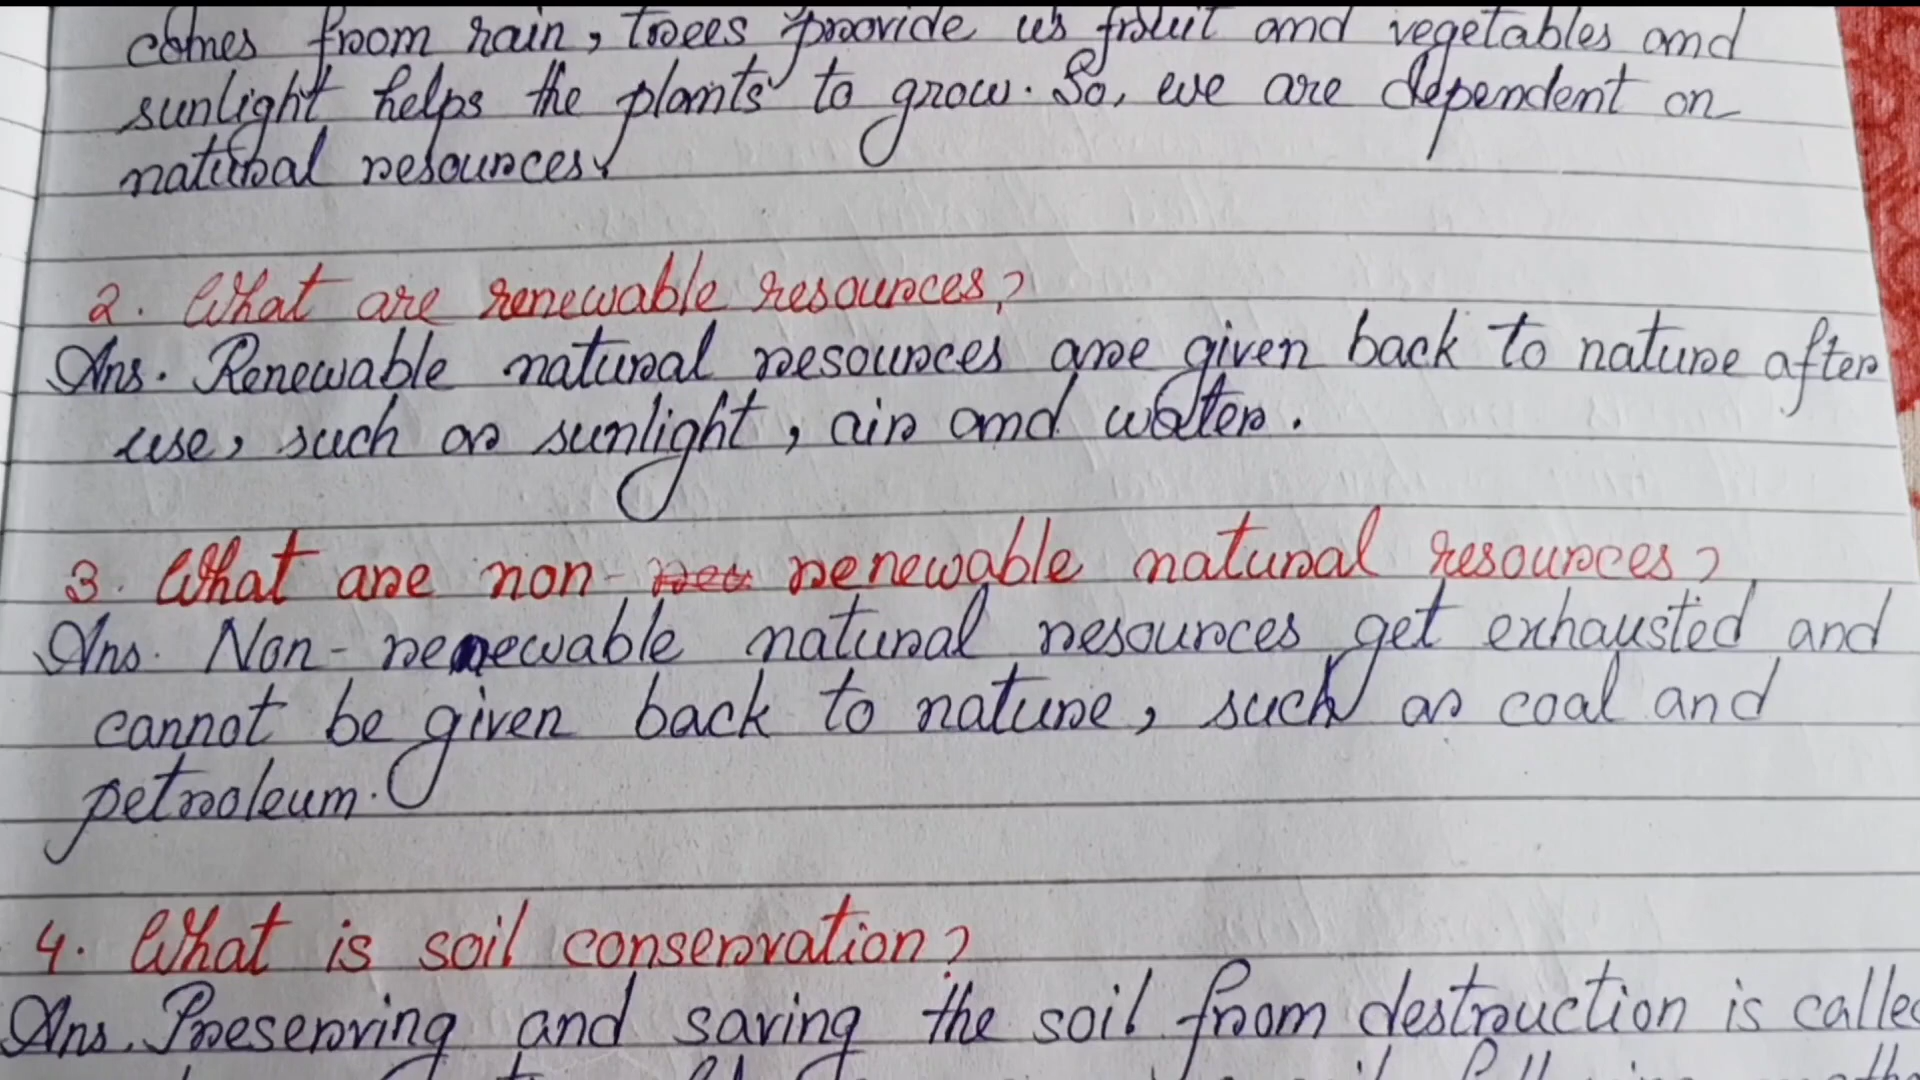 comes from rain, trees provide us fruit and vegetables and
sunlight helps the plants to grow. So, we are dependent on
natural resources.
2. What are renewable resources?
Ans. Renewable natural resources are given back to nature after
use, such as sunlight, air and water.
3. What are non- renewable natural resources?
Ans. Non-renewable natural resources get exhausted and
cannot be given back to nature, such as coal and
petroleum.
4. What is soil conservation?
Ans. Preserving and saving the soil from destruction is called